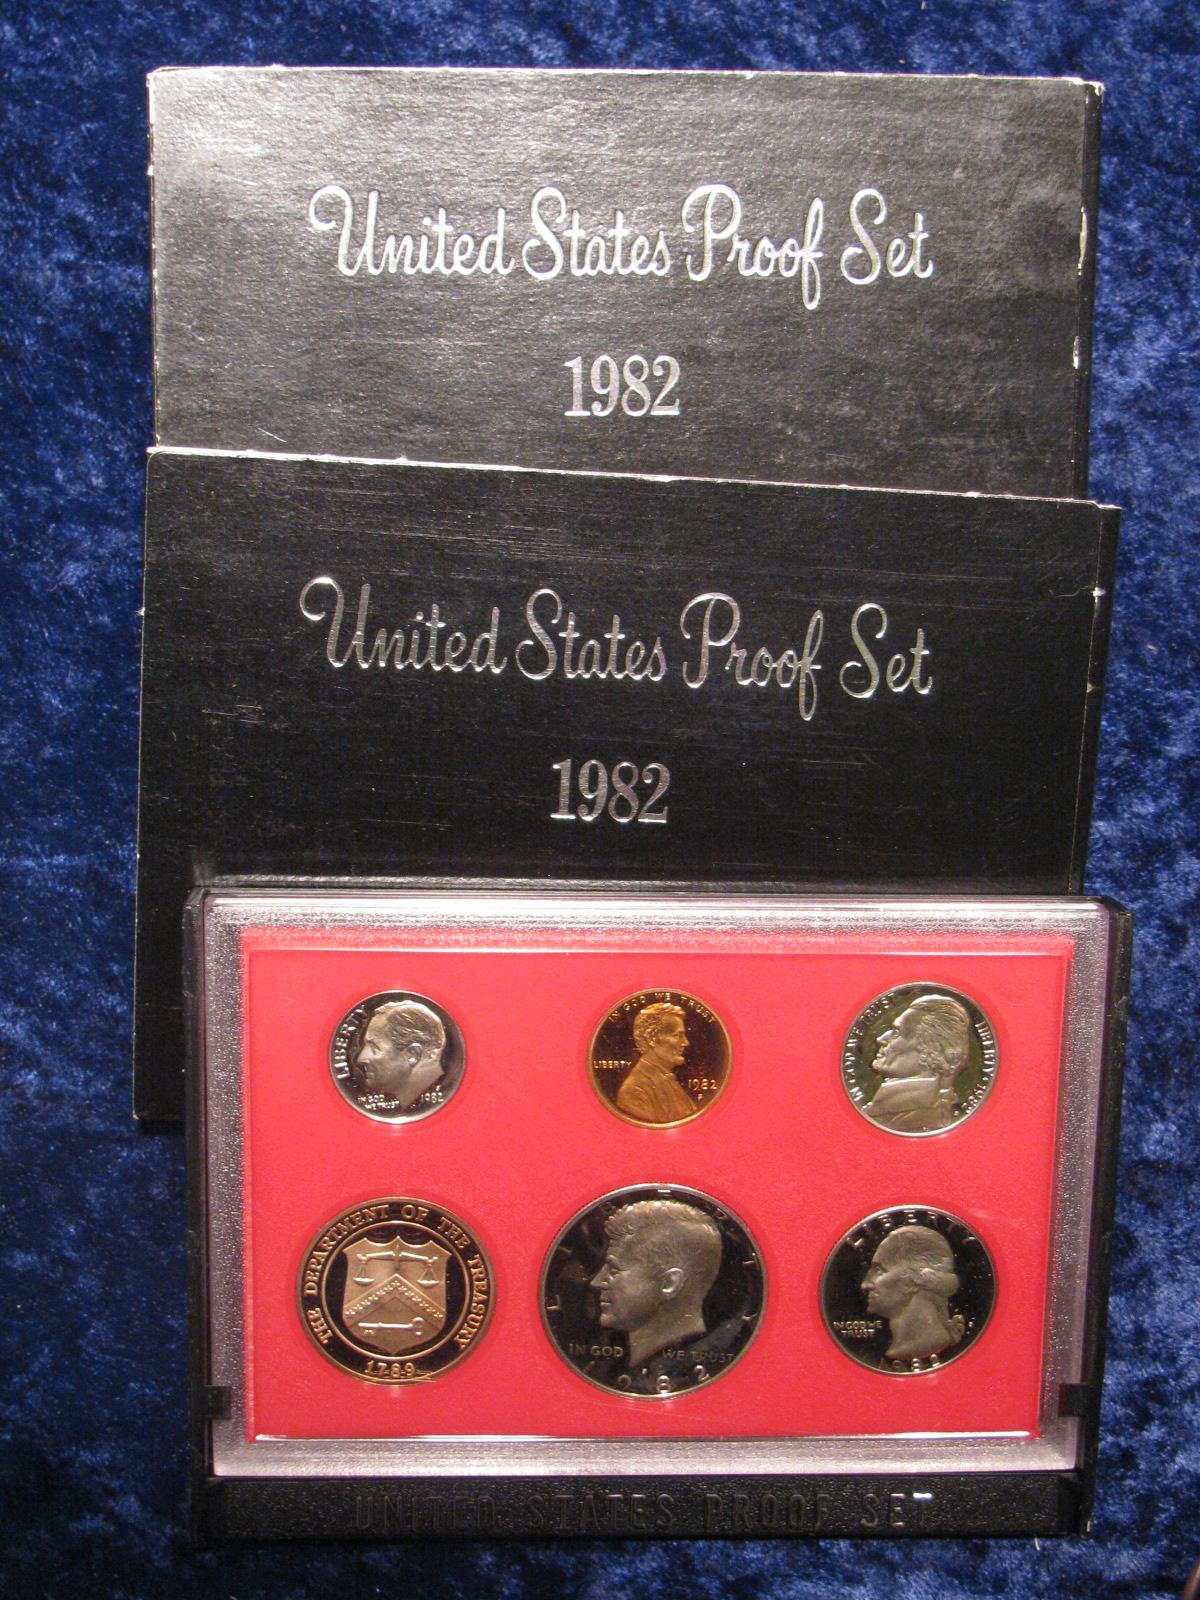 United States Proof Set
1982
United States Proof Set
1982
LIBERTY
IN GOD
WE TRUST
1982
IN GOD WE TRUST
LIBERTY
1982
IN GOD WE TRUST
LIBERTY
1982
THE DEPARTMENT OF THE TREASURY
1789
LIBERTY
IN GOD WE TRUST
1982
LIBERTY
IN GOD WE
TRUST
1982
UNITED STATES PROOF SET